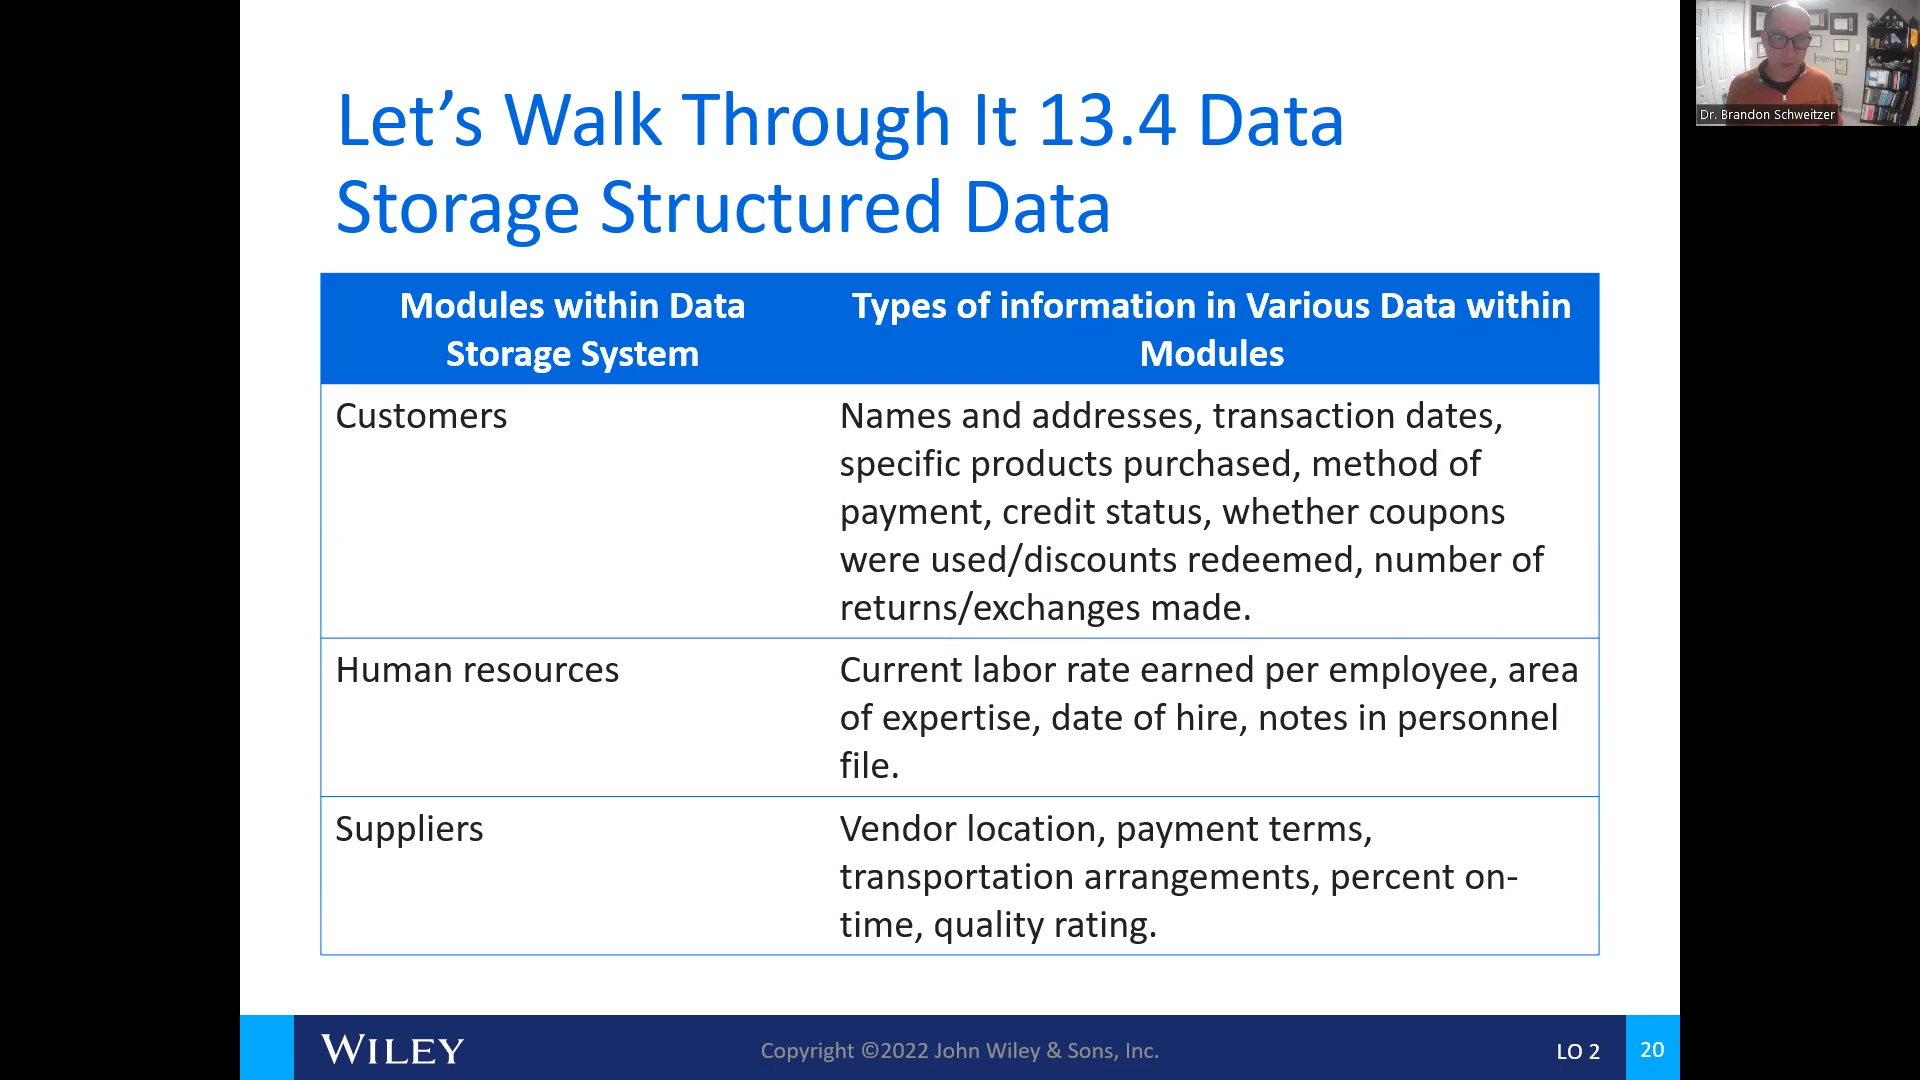 Let’s Walk Through It 13.4 Data
Storage Structured Data
Modules within Data
Storage System
Types of information in Various Data within
Modules
Customers
Names and addresses, transaction dates,
specific products purchased, method of
payment, credit status, whether coupons
were used/discounts redeemed, number of
returns/exchanges made.
Human resources
Current labor rate earned per employee, area
of expertise, date of hire, notes in personnel
file.
Suppliers
Vendor location, payment terms,
transportation arrangements, percent on-
time, quality rating.
WILEY
Copyright ©2022 John Wiley & Sons, Inc.
LO 2
20
Dr. Brandon Schweitzer